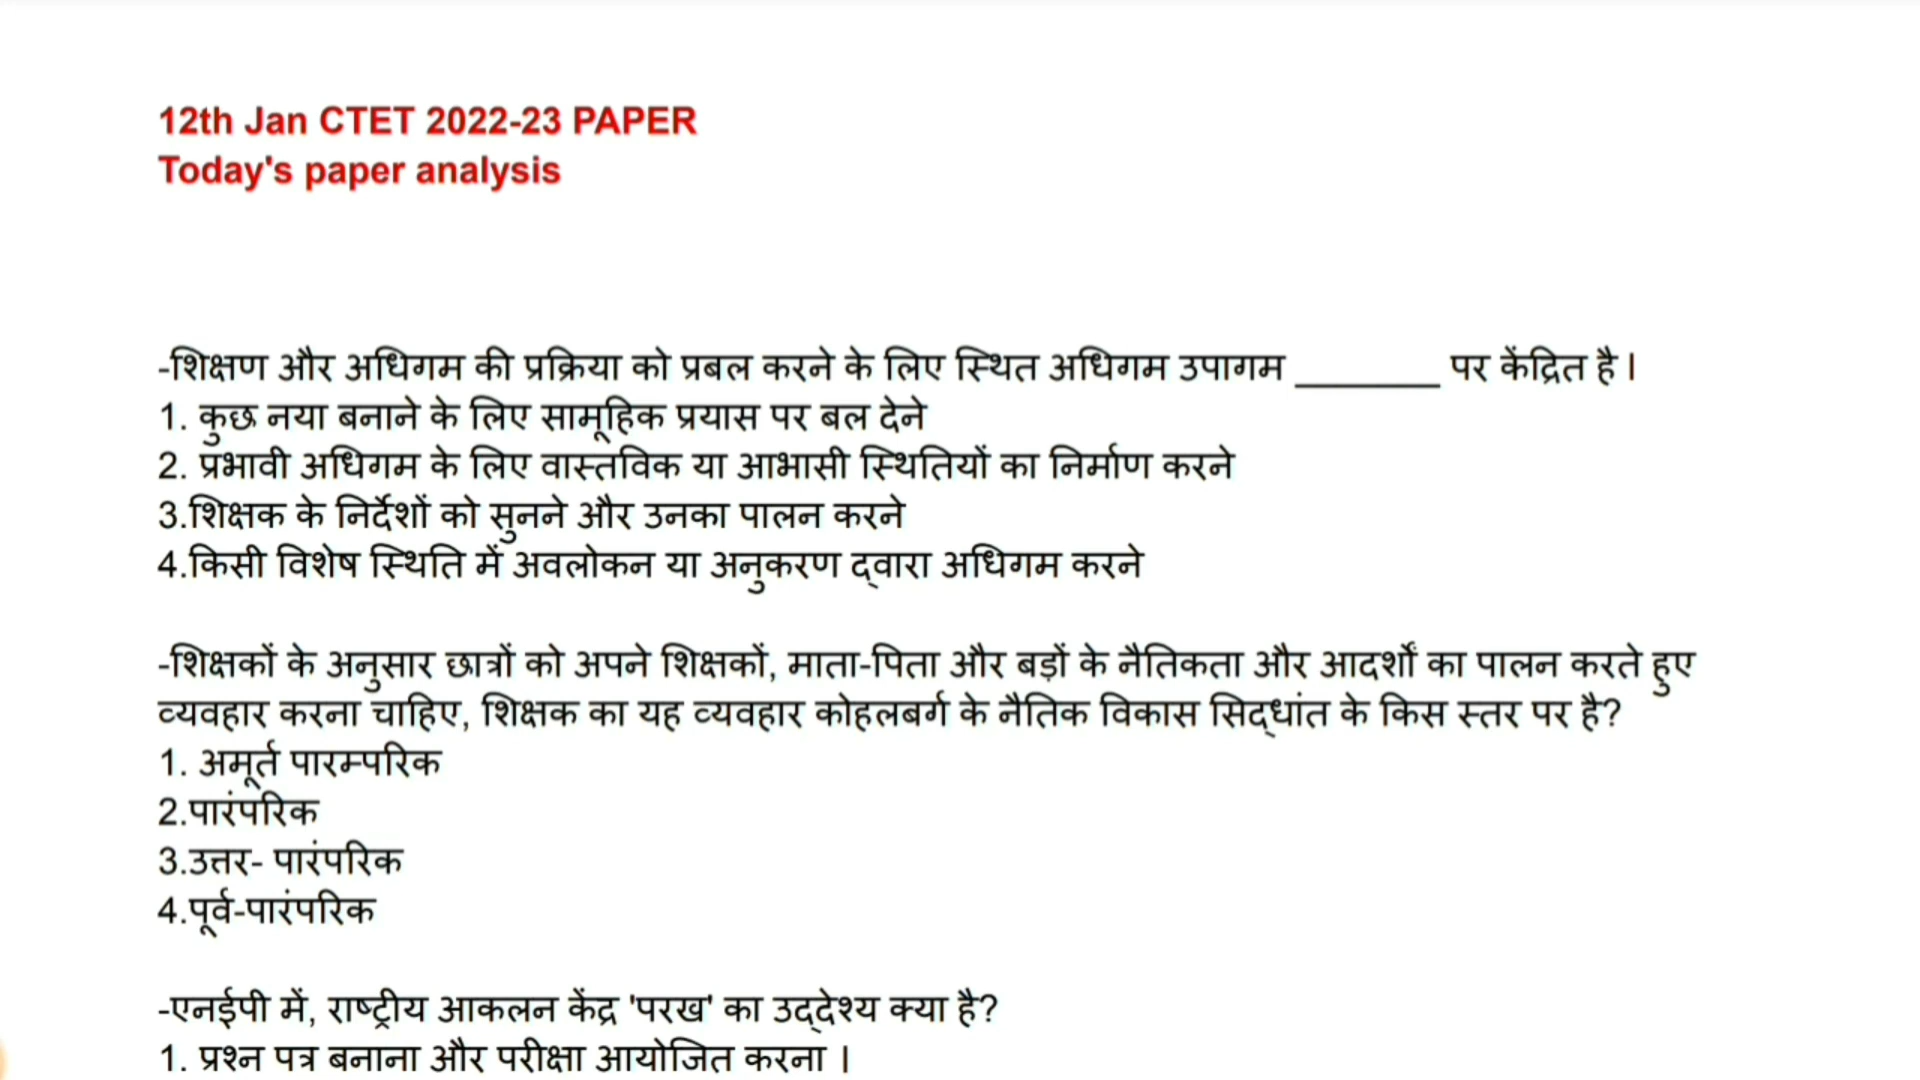 12th Jan CTET 2022-23 PAPER
Today's paper analysis
-शिक्षण और अधिगम की प्रक्रिया को प्रबल करने के लिए स्थित अधिगम उपागम ________ पर केंद्रित है ।
1. कुछ नया बनाने के लिए सामूहिक प्रयास पर बल देने
2. प्रभावी अधिगम के लिए वास्तविक या आभासी स्थितियों का निर्माण करने
3.शिक्षक के निर्देशों को सुनने और उनका पालन करने
4.किसी विशेष स्थिति में अवलोकन या अनुकरण द्वारा अधिगम करने
-शिक्षकों के अनुसार छात्रों को अपने शिक्षकों, माता-पिता और बड़ों के नैतिकता और आदर्शों का पालन करते हुए
व्यवहार करना चाहिए, शिक्षक का यह व्यवहार कोहलबर्ग के नैतिक विकास सिद्धांत के किस स्तर पर है?
1. अमूर्त पारम्परिक
2.पारंपरिक
3.उत्तर- पारंपरिक
4.पूर्व-पारंपरिक
-एनईपी में, राष्ट्रीय आकलन केंद्र 'परख' का उद्देश्य क्या है?
1. प्रश्न पत्र बनाना और परीक्षा आयोजित करना ।